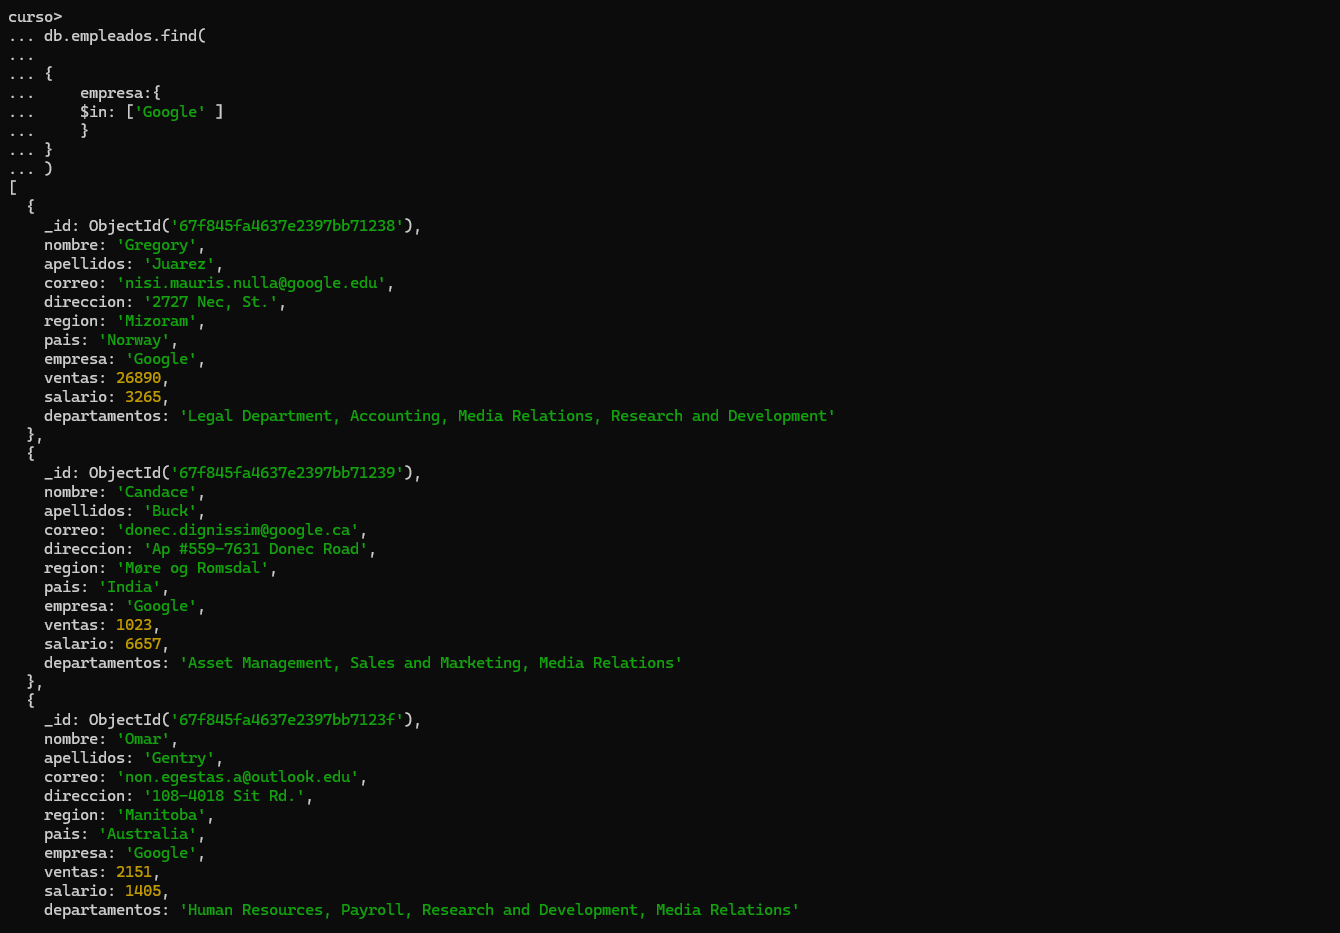 curso>
... db.empleados.find(
...
... {
...     empresa:{
...     $in: ['Google' ]
...     }
... }
... )
[
  {
    _id: ObjectId('67f845fa4637e2397bb71238'),
    nombre: 'Gregory',
    apellidos: 'Juarez',
    correo: 'nisi.mauris.nulla@google.edu',
    direccion: '2727 Nec, St.',
    region: 'Mizoram',
    pais: 'Norway',
    empresa: 'Google',
    ventas: 26890,
    salario: 3265,
    departamentos: 'Legal Department, Accounting, Media Relations, Research and Development'
  },
  {
    _id: ObjectId('67f845fa4637e2397bb71239'),
    nombre: 'Candace',
    apellidos: 'Buck',
    correo: 'donec.dignissim@google.ca',
    direccion: 'Ap #559-7631 Donec Road',
    region: 'Møre og Romsdal',
    pais: 'India',
    empresa: 'Google',
    ventas: 1023,
    salario: 6657,
    departamentos: 'Asset Management, Sales and Marketing, Media Relations'
  },
  {
    _id: ObjectId('67f845fa4637e2397bb7123f'),
    nombre: 'Omar',
    apellidos: 'Gentry',
    correo: 'non.egestas.a@outlook.edu',
    direccion: '108-4018 Sit Rd.',
    region: 'Manitoba',
    pais: 'Australia',
    empresa: 'Google',
    ventas: 2151,
    salario: 1405,
    departamentos: 'Human Resources, Payroll, Research and Development, Media Relations'